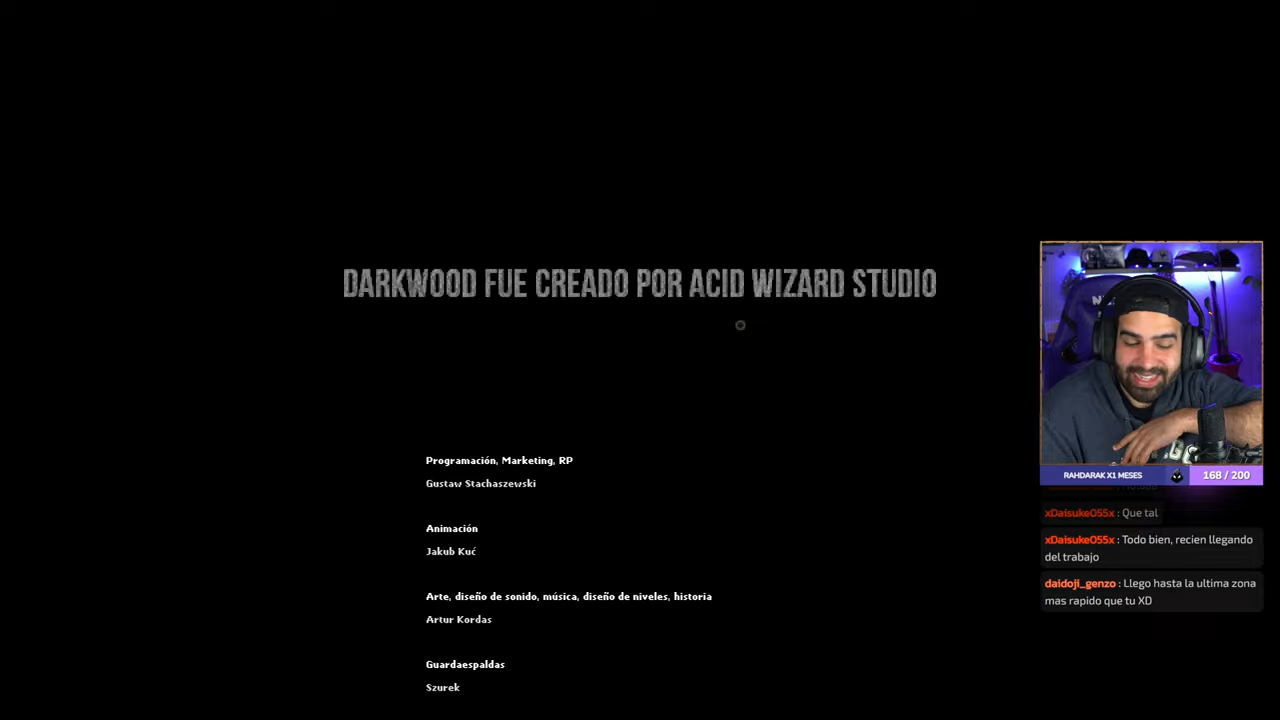 DARKWOOD FUE CREADO POR ACID WIZARD STUDIO
Programación, Marketing, RP
Gustaw Stachaszewski
Animación
Jakub Kuć
Arte, diseño de sonido, música, diseño de niveles, historia
Artur Kordas
Guardaespaldas
Szurek
RAHDARAK X1 MESES
168 / 200
xDaisukeO55x : Que tal
xDaisukeO55x : Todo bien, recien llegando
del trabajo
daidoji_genzo : Llego hasta la ultima zona
mas rapido que tu XD